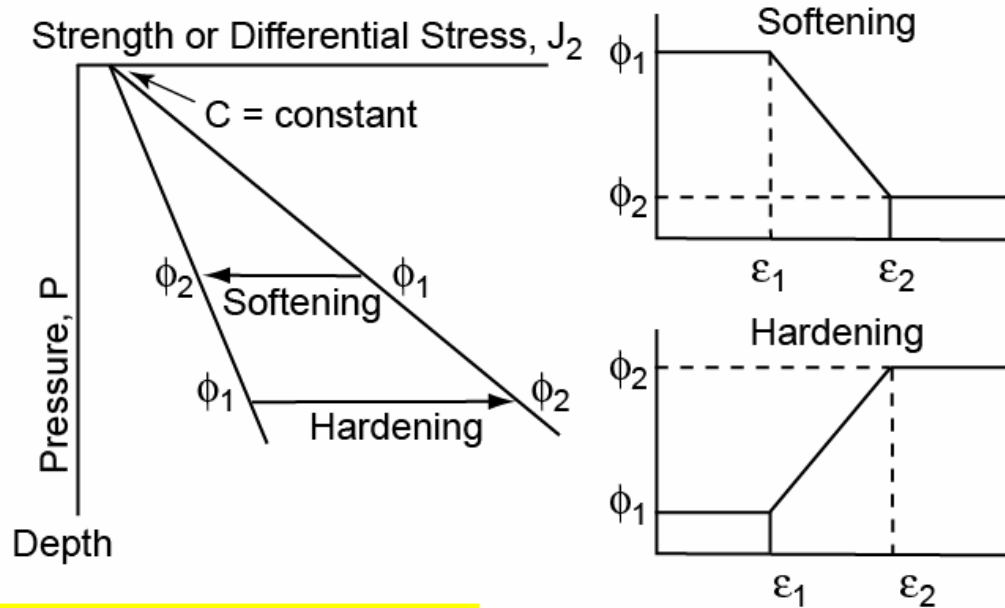 Strength or Differential Stress, J₂
C = constant
ϕ₂
ϕ₁
Softening
ϕ₁
ϕ₂
Hardening
Pressure, P
Depth
Softening
ϕ₁
ϕ₂
ε₁
ε₂
Hardening
ϕ₂
ϕ₁
ε₁
ε₂